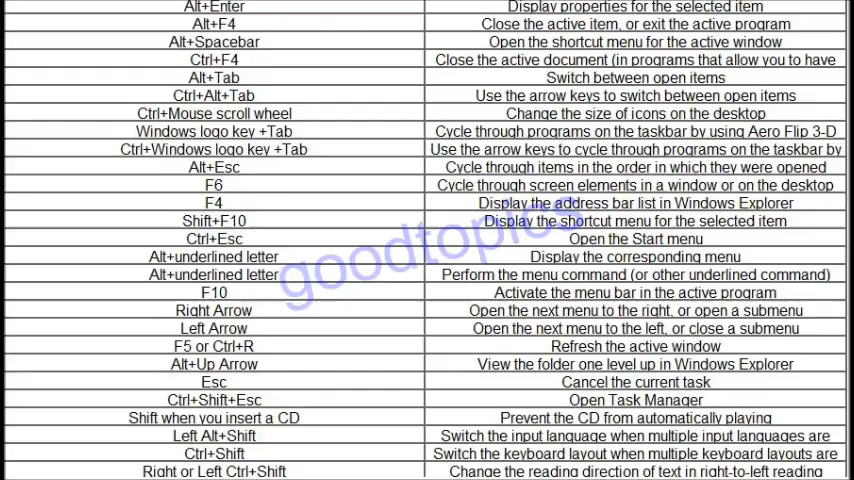 Alt+Enter Display properties for the selected item
Alt+F4 Close the active item, or exit the active program
Alt+Spacebar Open the shortcut menu for the active window
Ctrl+F4 Close the active document (in programs that allow you to have
Alt+Tab Switch between open items
Ctrl+Alt+Tab Use the arrow keys to switch between open items
Ctrl+Mouse scroll wheel Change the size of icons on the desktop
Windows logo key +Tab Cycle through programs on the taskbar by using Aero Flip 3-D
Ctrl+Windows logo key +Tab Use the arrow keys to cycle through programs on the taskbar by
Alt+Esc Cycle through items in the order in which they were opened
F6 Cycle through screen elements in a window or on the desktop
F4 Display the address bar list in Windows Explorer
Shift+F10 Display the shortcut menu for the selected item
Ctrl+Esc Open the Start menu
Alt+underlined letter Display the corresponding menu
Alt+underlined letter Perform the menu command (or other underlined command)
F10 Activate the menu bar in the active program
Right Arrow Open the next menu to the right, or open a submenu
Left Arrow Open the next menu to the left, or close a submenu
F5 or Ctrl+R Refresh the active window
Alt+Up Arrow View the folder one level up in Windows Explorer
Esc Cancel the current task
Ctrl+Shift+Esc Open Task Manager
Shift when you insert a CD Prevent the CD from automatically playing
Left Alt+Shift Switch the input language when multiple input languages are
Ctrl+Shift Switch the keyboard layout when multiple keyboard layouts are
Right or Left Ctrl+Shift Change the reading direction of text in right-to-left reading
goodtopics